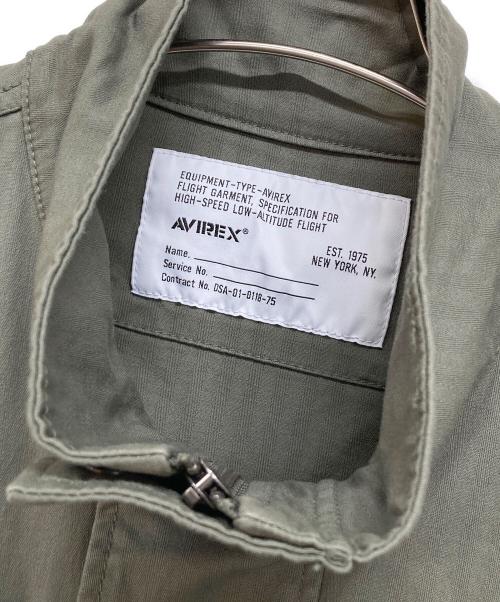 EQUIPMENT-TYPE-AVIREX
FLIGHT GARMENT, SPECIFICATION FOR
HIGH-SPEED LOW-ALTITUDE FLIGHT
AVIREX®
EST. 1975
NEW YORK, NY.
Name.
Service No.
Contract No. DSA-01-0118-75